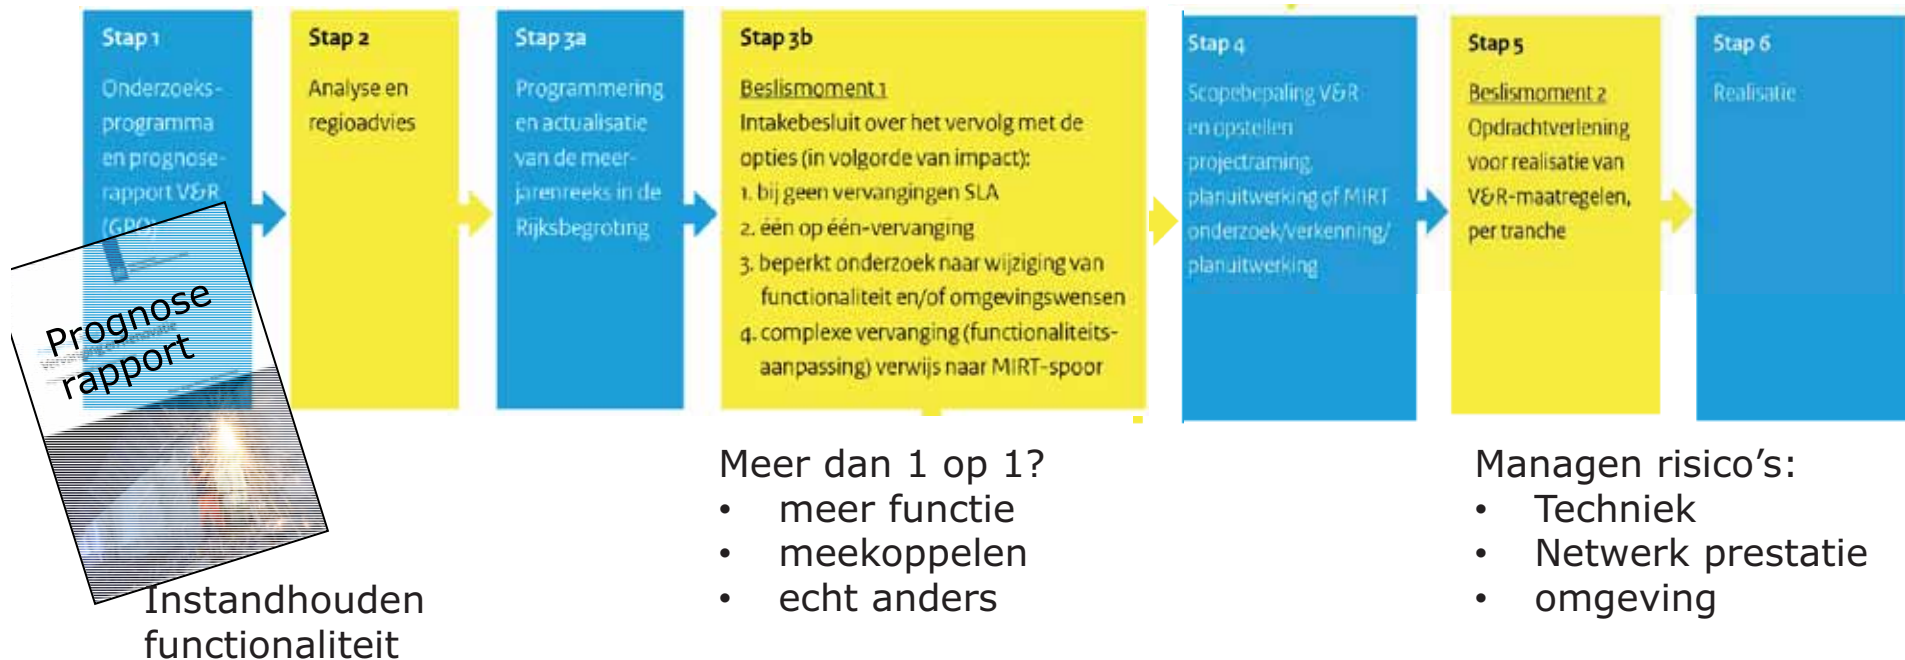 Stap 1
Onderzoeks-
programma
en prognose-
rapport V&R
(GPO)
Stap 2
Analyse en
regioadvies
Stap 3a
Programmering
en actualisatie
van de meer-
jarenreeks in de
Rijksbegroting
Stap 3b
Beslismoment 1
Intakebesluit over het vervolg met de
opties (in volgorde van impact):
1. bij geen vervangingen SLA
2. één op één-vervanging
3. beperkt onderzoek naar wijziging van
functionaliteit en/of omgevingswensen
4. complexe vervanging (functionaliteits-
aanpassing) verwijs naar MIRT-spoor
Stap 4
Scopebepaling V&R
en opstellen
projectraming,
planuitwerking of MIRT
onderzoek/verkenning/
planuitwerking
Stap 5
Beslismoment 2
Opdrachtverlening
voor realisatie van
V&R-maatregelen,
per tranche
Stap 6
Realisatie
Prognose
rapport
Instandhouden
functionaliteit
Meer dan 1 op 1?
• meer functie
• meekoppelen
• echt anders
Managen risico's:
• Techniek
• Netwerk prestatie
• omgeving